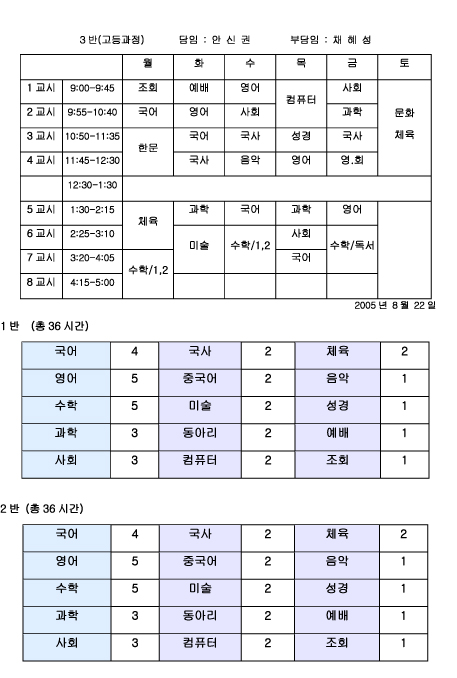 3반(고등과정) 담임 : 안 신 권 부담임 : 채 혜 성
월 화 수 목 금 토
1 교시 9:00-9:45 조회 예배 영어 컴퓨터 사회 문화 체육
2 교시 9:55-10:40 국어 영어 사회 과학
3 교시 10:50-11:35 한문 국어 국사 성경 국사
4 교시 11:45-12:30 국사 음악 영어 영.회
12:30-1:30
5 교시 1:30-2:15 체육 과학 국어 과학 영어
6 교시 2:25-3:10 미술 수학/1,2 사회 수학/독서
7 교시 3:20-4:05 수학/1,2 국어
8 교시 4:15-5:00
2005 년 8 월 22 일
1 반 (총 36 시간)
국어 4 국사 2 체육 2
영어 5 중국어 2 음악 1
수학 5 미술 2 성경 1
과학 3 동아리 2 예배 1
사회 3 컴퓨터 2 조회 1
2 반 (총 36 시간)
국어 4 국사 2 체육 2
영어 5 중국어 2 음악 1
수학 5 미술 2 성경 1
과학 3 동아리 2 예배 1
사회 3 컴퓨터 2 조회 1